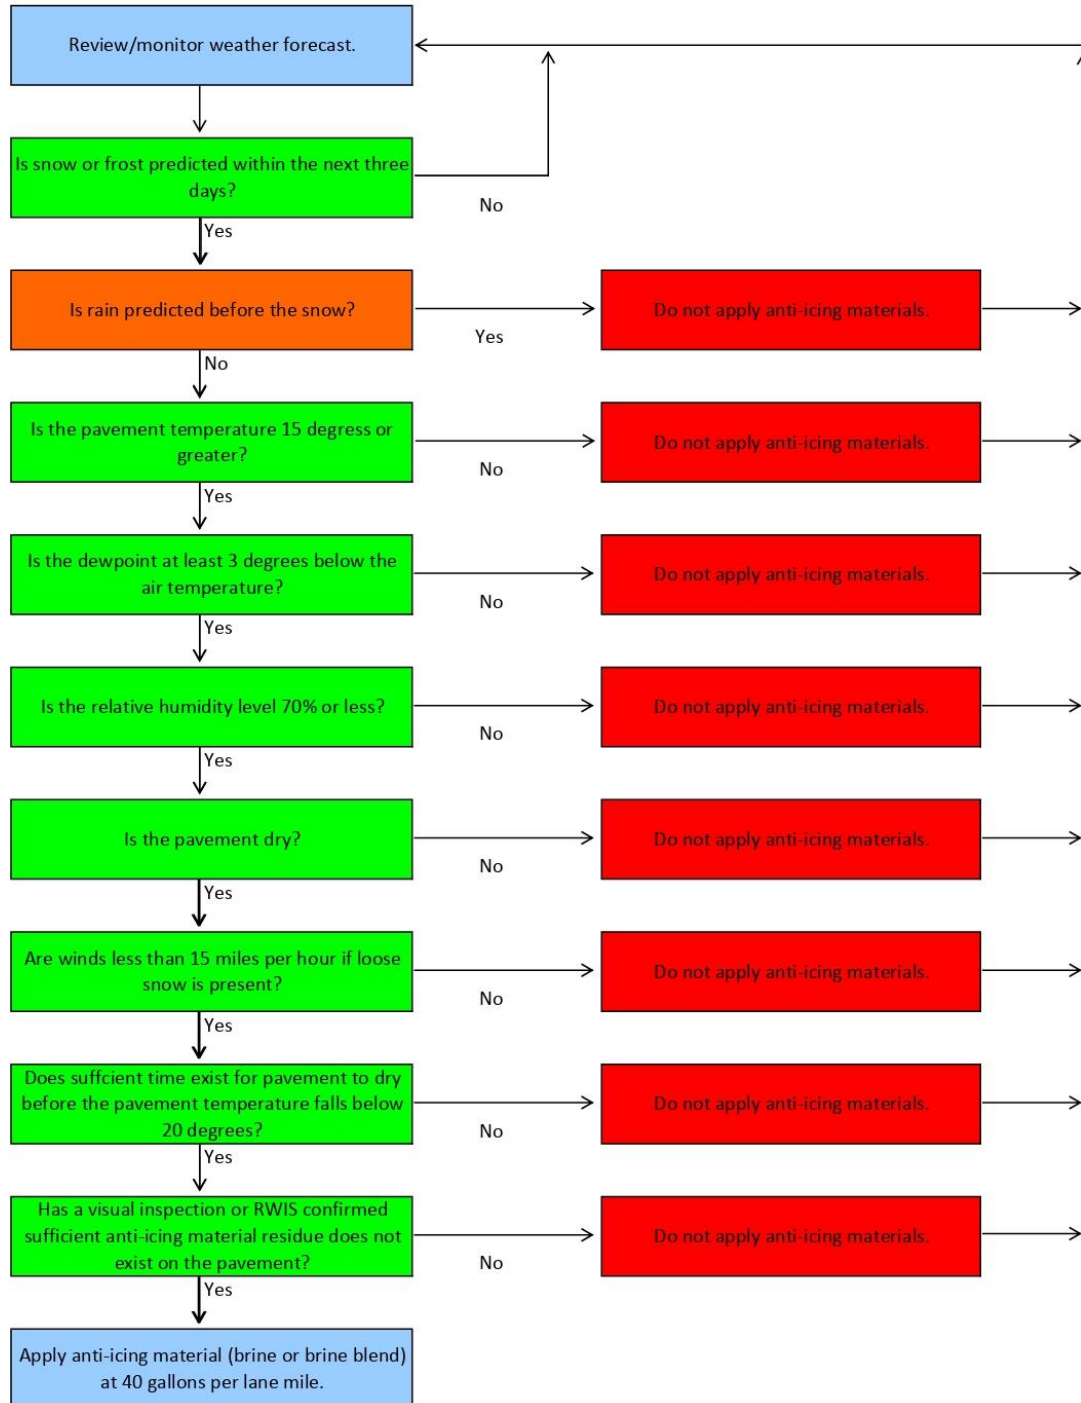 Review/monitor weather forecast.
Is snow or frost predicted within the next three
days?
No
Yes
Is rain predicted before the snow?
Do not apply anti-icing materials.
Yes
No
Is the pavement temperature 15 degress or
greater?
Do not apply anti-icing materials.
No
Yes
Is the dewpoint at least 3 degrees below the
air temperature?
Do not apply anti-icing materials.
No
Yes
Is the relative humidity level 70% or less?
Do not apply anti-icing materials.
No
Yes
Is the pavement dry?
Do not apply anti-icing materials.
No
Yes
Are winds less than 15 miles per hour if loose
snow is present?
Do not apply anti-icing materials.
No
Yes
Does suffcient time exist for pavement to dry
before the pavement temperature falls below
20 degrees?
Do not apply anti-icing materials.
No
Yes
Has a visual inspection or RWIS confirmed
sufficient anti-icing material residue does not
exist on the pavement?
Do not apply anti-icing materials.
No
Yes
Apply anti-icing material (brine or brine blend)
at 40 gallons per lane mile.